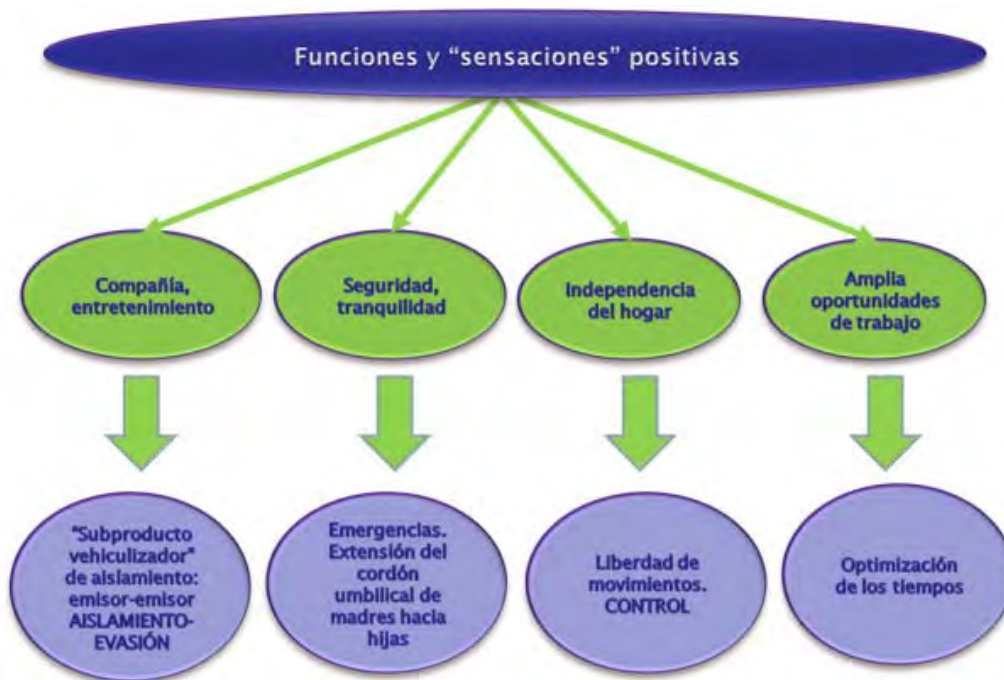 Funciones y “sensaciones” positivas
Compañía,
entretenimiento
Seguridad,
tranquilidad
Independencia
del hogar
Amplia
oportunidades
de trabajo
"Subproducto
vehiculizador"
de aislamiento:
emisor-emisor
AISLAMIENTO-
EVASIÓN
Emergencias.
Extensión del
cordón
umbilical de
madres hacia
hijas
Liberdad de
movimientos.
CONTROL
Optimización
de los tiempos